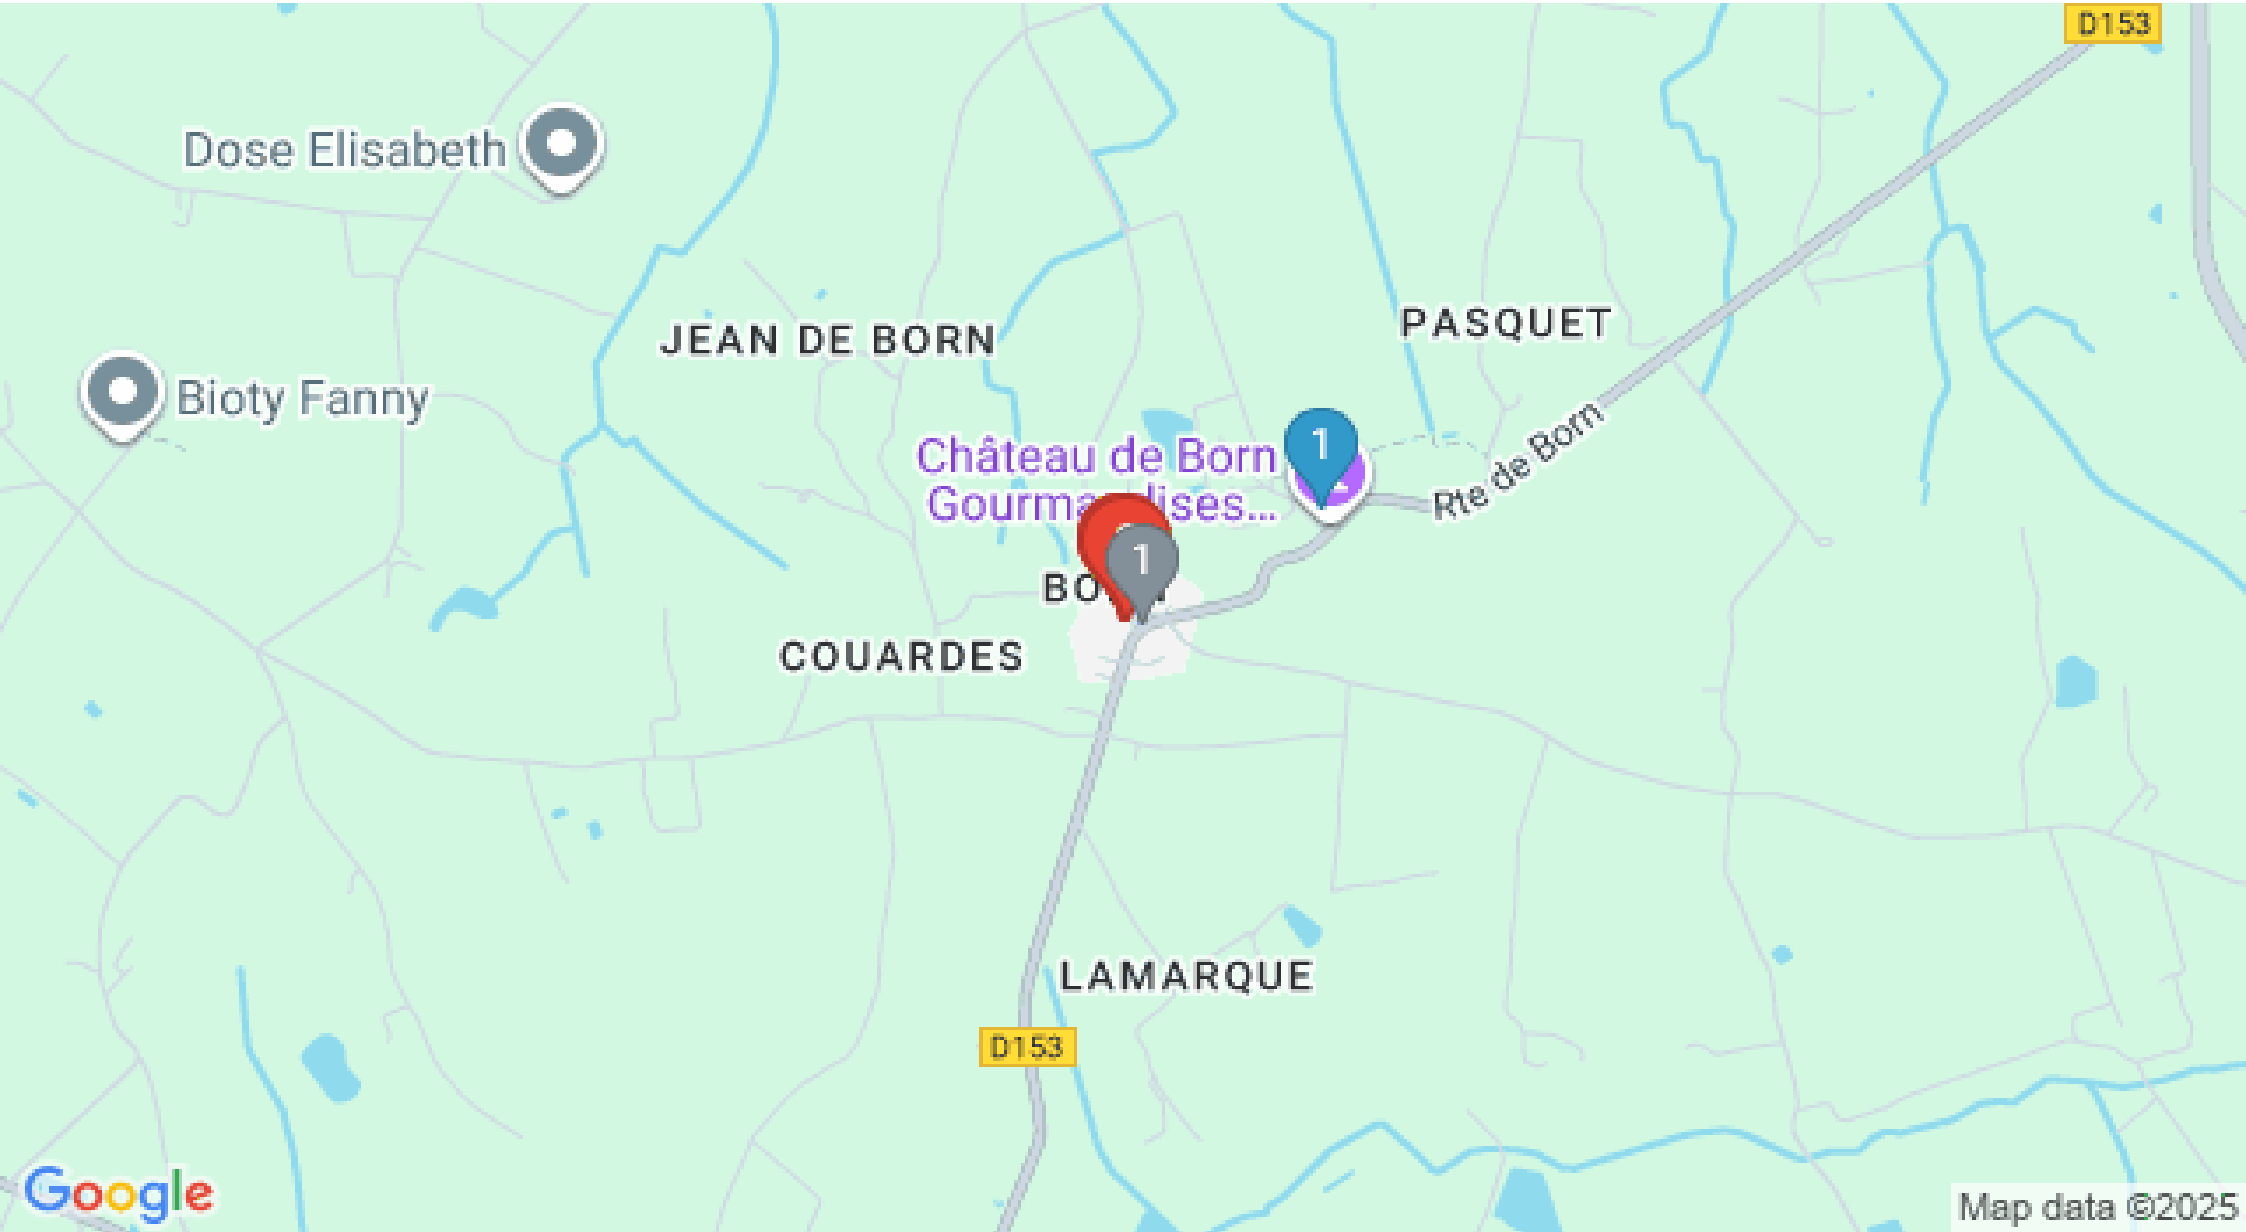 D153
Dose Elisabeth
PASQUET
JEAN DE BORN
Bioty Fanny
1
Château de Born
Rte de Born
1
COUARDES
LAMARQUE
D153
Google
Map data ©2025